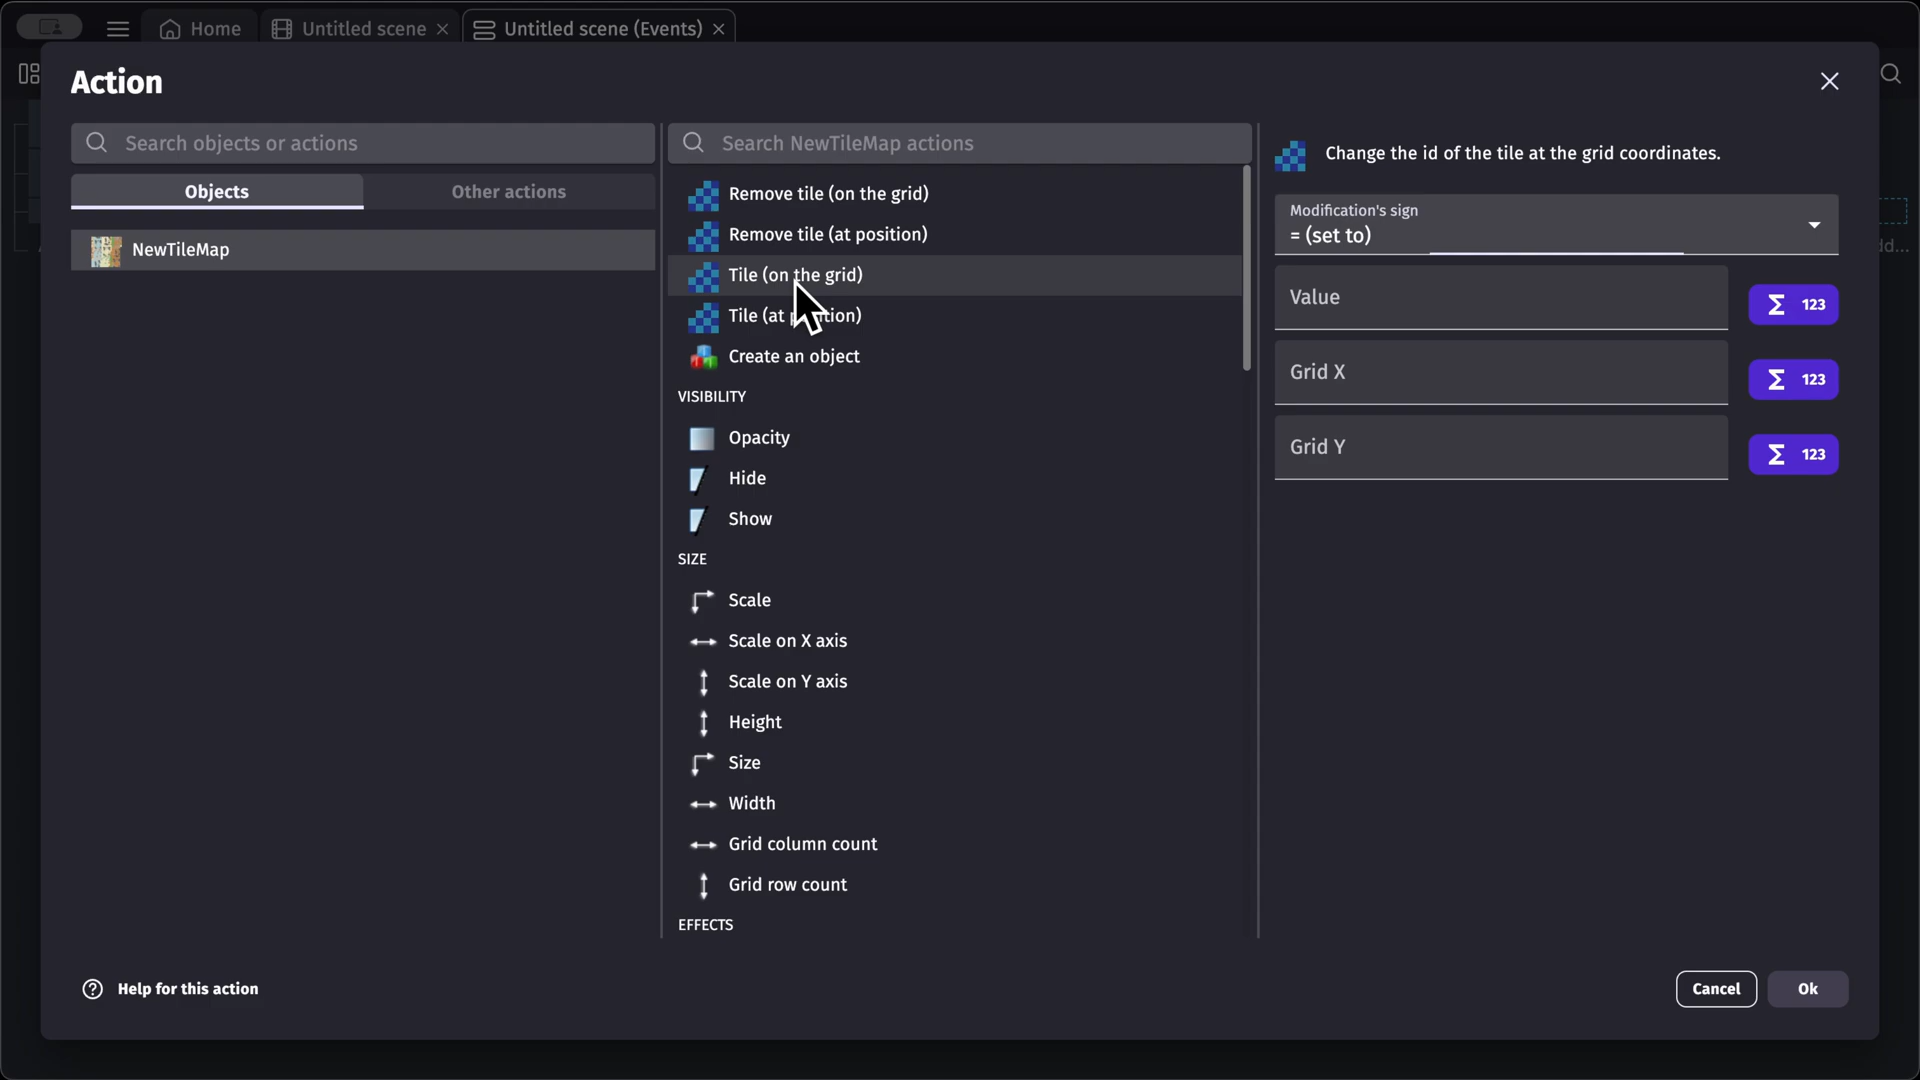 Home
Untitled scene
Untitled scene (Events)
Action
Search objects or actions
Objects
Other actions
NewTileMap
Search NewTileMap actions
Remove tile (on the grid)
Remove tile (at position)
Tile (on the grid)
Tile (at
Create an object
VISIBILITY
Opacity
Hide
Show
SIZE
Scale
Scale on X axis
Scale on Y axis
Height
Size
Width
Grid column count
Grid row count
EFFECTS
Change the id of the tile at the grid coordinates.
Modification's sign
= (set to)
Value
Σ 123
Grid X
Σ 123
Grid Y
Σ 123
Help for this action
Cancel
Ok